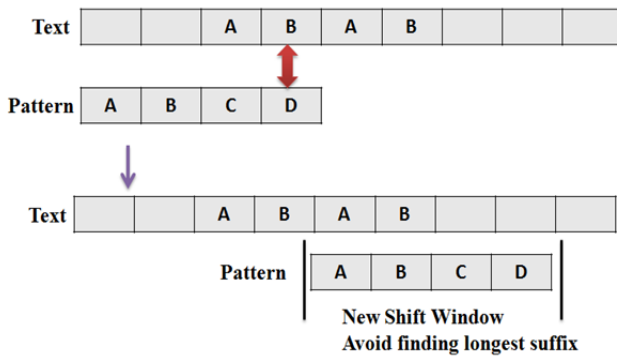 Text A B A B
Pattern A B C D
Text A B A B
Pattern A B C D
New Shift Window
Avoid finding longest suffix